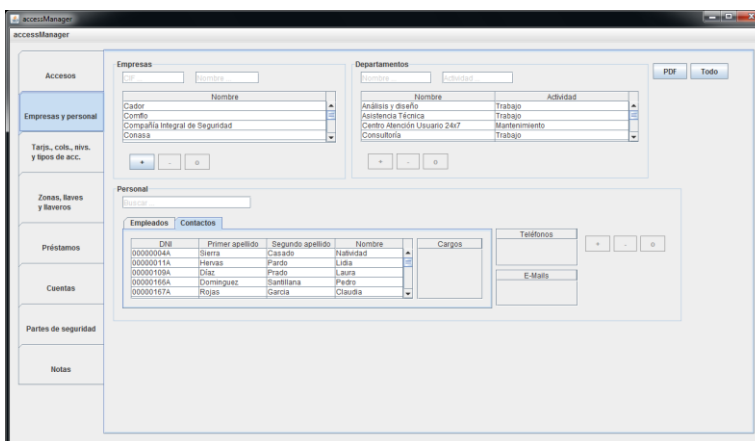 accessManager
accessManager
Accesos
Empresas y personal
Tarjs., cols., nivs.
y tipos de acc.
Zonas, llaves
y llaveros
Préstamos
Cuentas
Partes de seguridad
Notas
Empresas
CIF ...
Nombre ...
Nombre
Cador
Comflo
Compañía Integral de Seguridad
Conasa
+ - o
Departamentos
Nombre ...
Actividad ...
Nombre Actividad
Análisis y diseño Trabajo
Asistencia Técnica Trabajo
Centro Atención Usuario 24x7 Mantenimiento
Consultoría Trabajo
+ - o
PDF Todo
Personal
Buscar ...
Empleados Contactos
DNI Primer apellido Segundo apellido Nombre
00000004A Sierra Casado Natividad
00000011A Hervas Pardo Lidia
00000109A Díaz Prado Laura
00000166A Dominguez Santillana Pedro
00000167A Rojas Garcia Claudia
Cargos
Teléfonos
E-Mails
+ - o